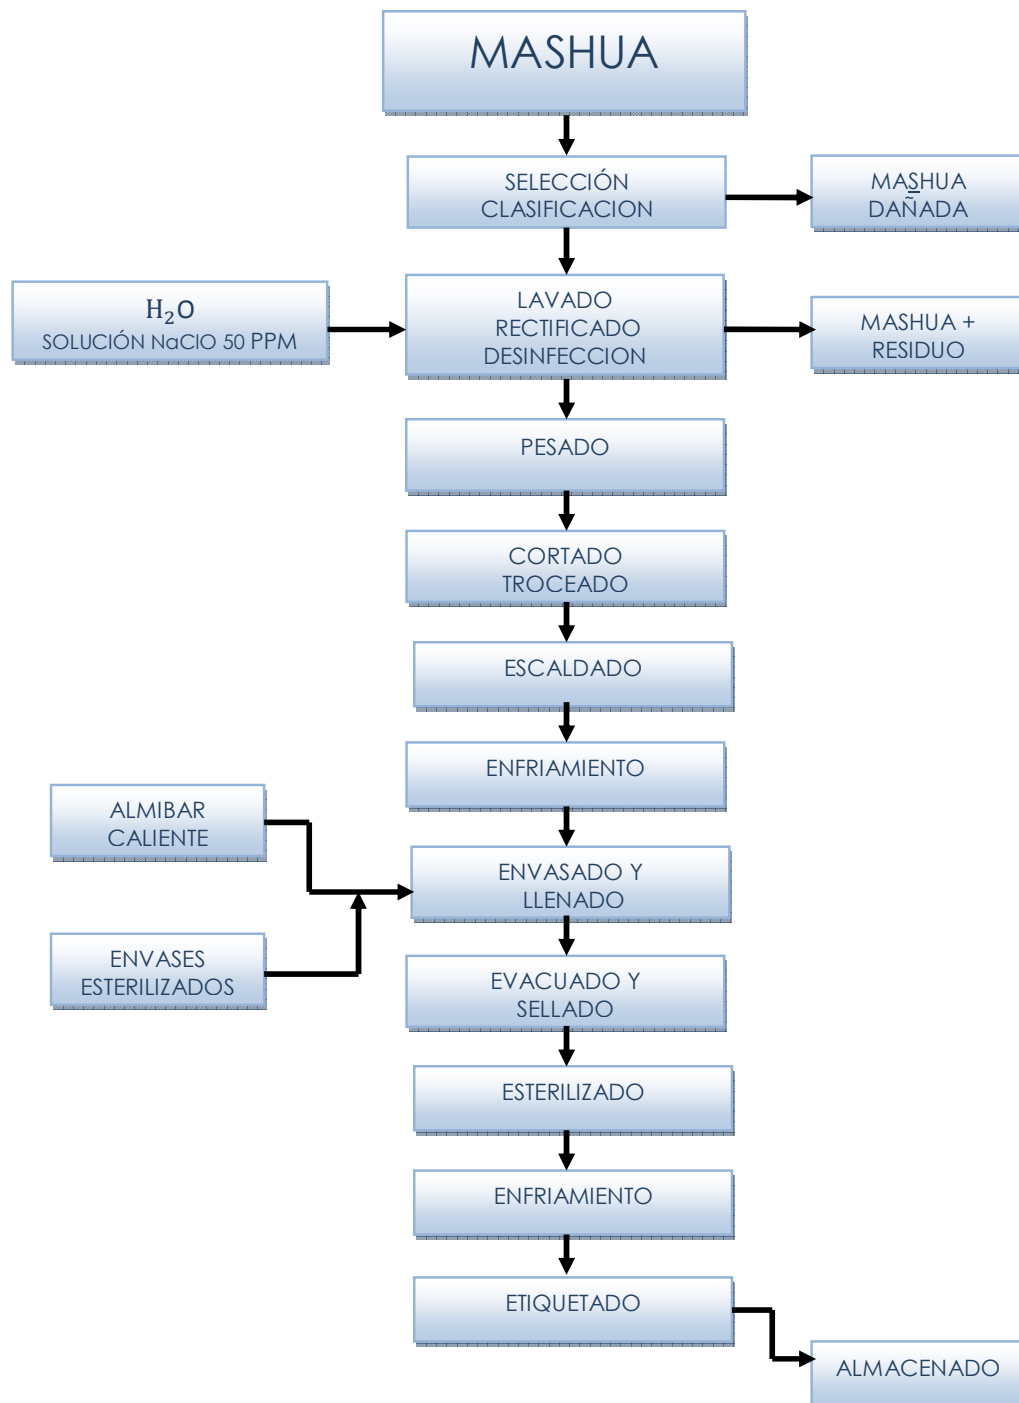 MASHUA
SELECCIÓN
CLASIFICACION
MASHUA
DAÑADA
H₂O
SOLUCIÓN NaClO 50 PPM
LAVADO
RECTIFICADO
DESINFECCION
MASHUA +
RESIDUO
PESADO
CORTADO
TROCEADO
ESCALDADO
ENFRIAMIENTO
ALMIBAR
CALIENTE
ENVASADO Y
LLENADO
ENVASES
ESTERILIZADOS
EVACUADO Y
SELLADO
ESTERILIZADO
ENFRIAMIENTO
ETIQUETADO
ALMACENADO